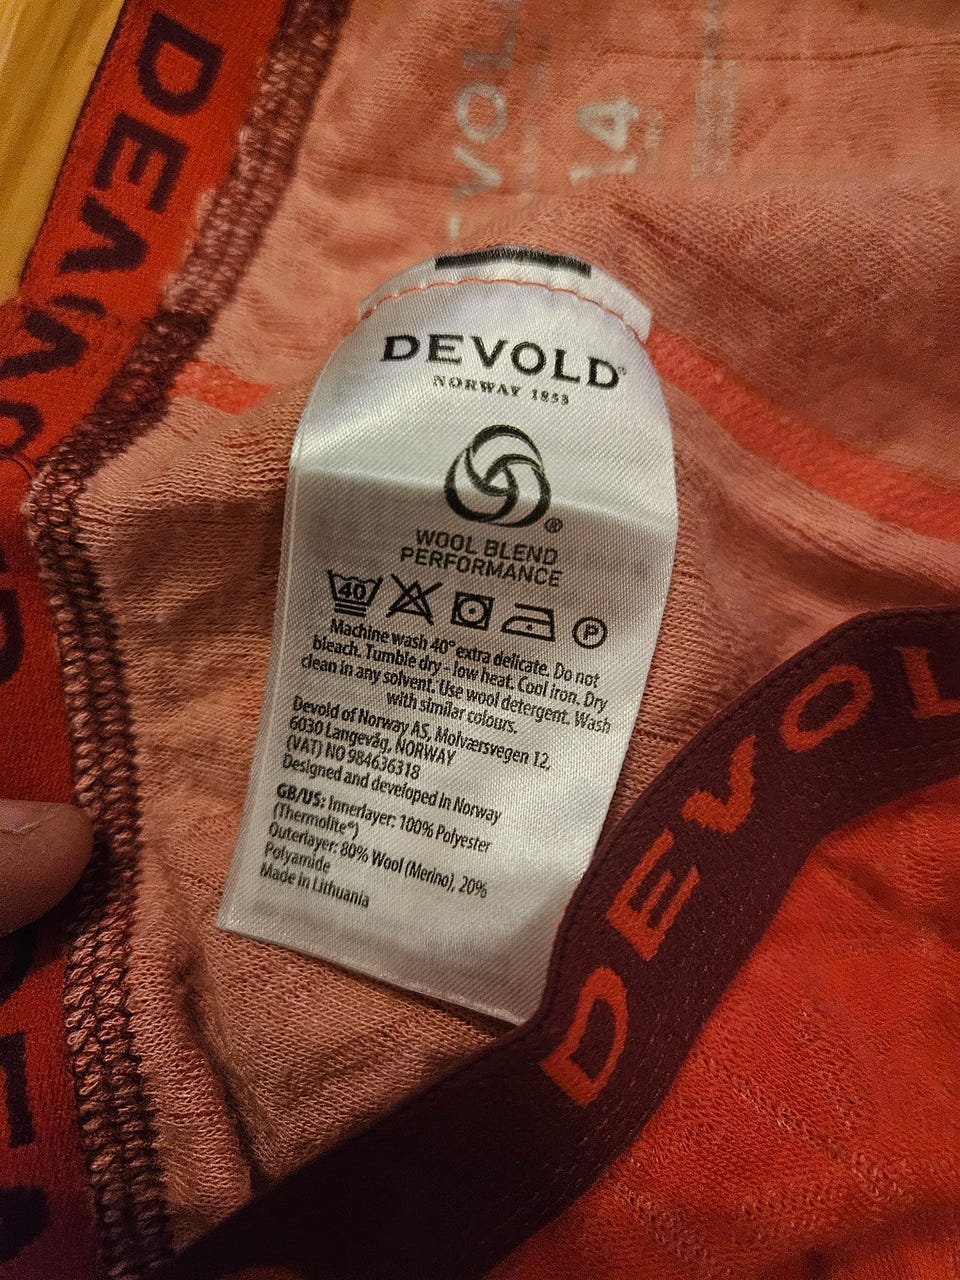 DEVOL
14
DEVOLD®
NORWAY 1853
®
WOOL BLEND
PERFORMANCE
40 P
Machine wash 40° extra delicate. Do not
bleach. Tumble dry - low heat. Cool iron. Dry
clean in any solvent. Use wool detergent. Wash
with similar colours.
Devold of Norway AS, Molværsvegen 12,
6030 Langevåg, NORWAY
(VAT) NO 984636318
Designed and developed in Norway
GB/US: Innerlayer: 100% Polyester
(Thermolite®)
Outerlayer: 80% Wool (Merino), 20%
Polyamide
Made in Lithuania
DEVOL